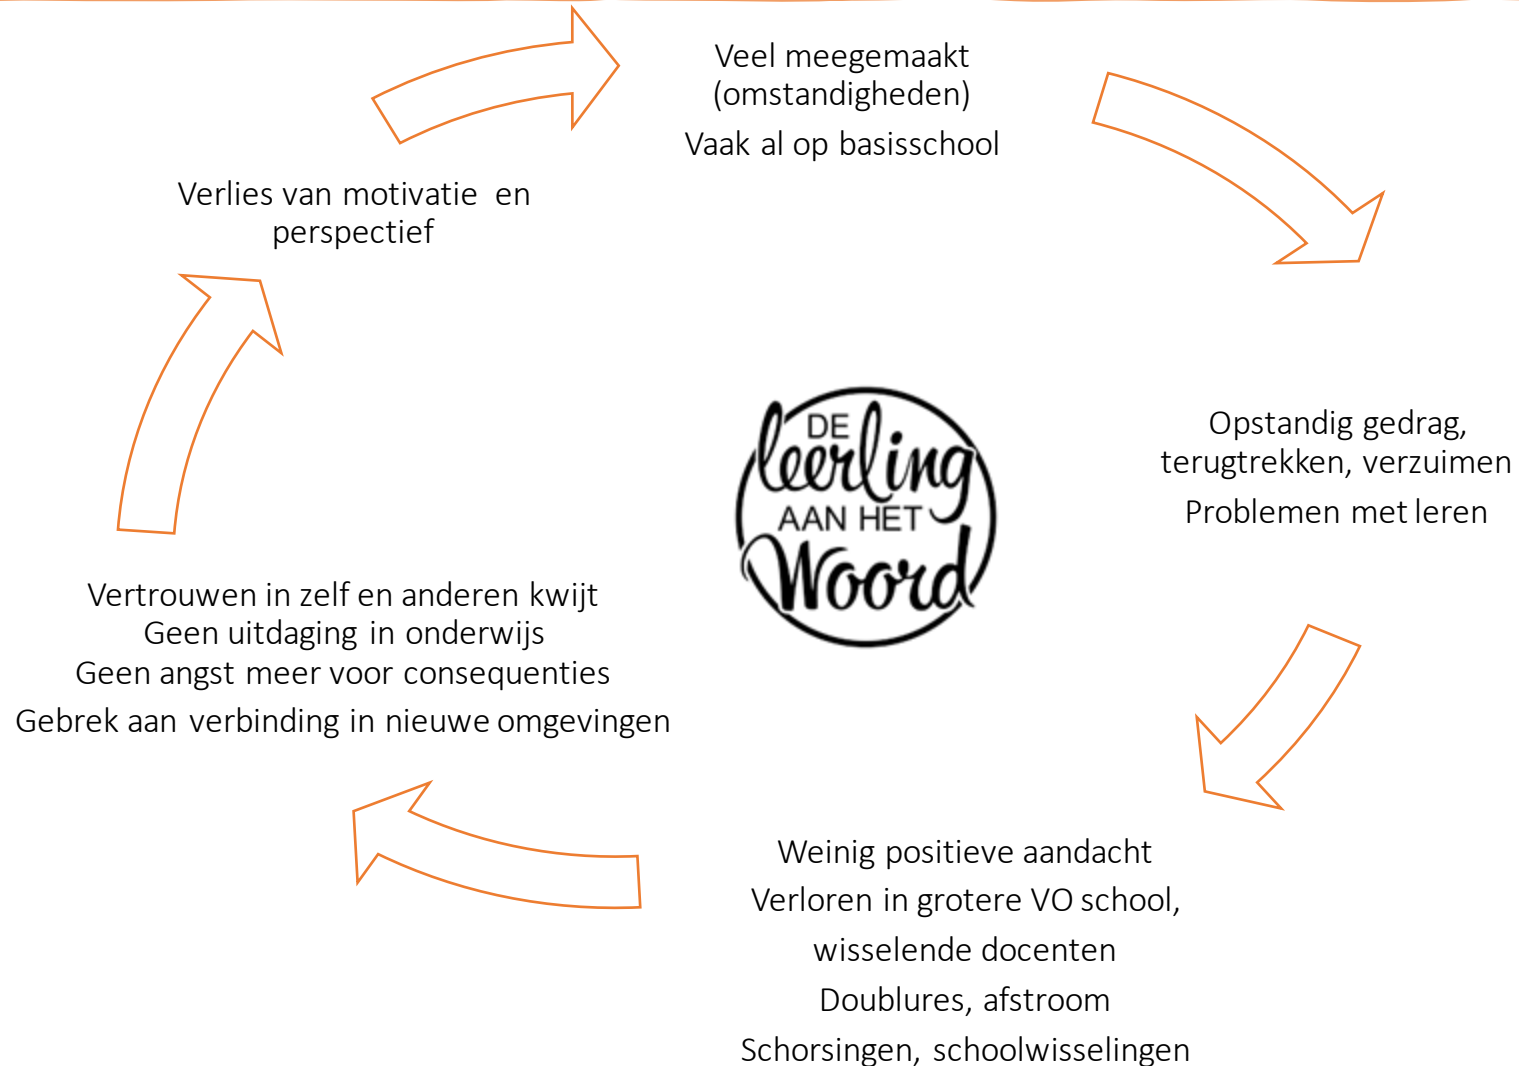 Veel meegemaakt
(omstandigheden)
Vaak al op basisschool
Opstandig gedrag,
terugtrekken, verzuimen
Problemen met leren
Weinig positieve aandacht
Verloren in grotere VO school,
wisselende docenten
Doublures, afstroom
Schorsingen, schoolwisselingen
Vertrouwen in zelf en anderen kwijt
Geen uitdaging in onderwijs
Geen angst meer voor consequenties
Gebrek aan verbinding in nieuwe omgevingen
Verlies van motivatie en
perspectief
DE
leerling
AAN HET
Woord